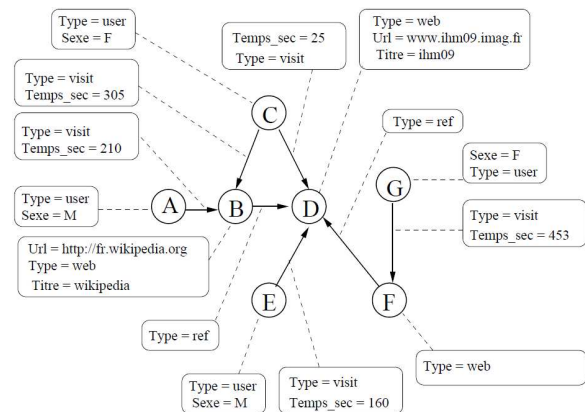 Type = user
Sexe = F
Temps_sec = 25
Type = visit
Type = web
Url = www.ihm09.imag.fr
Titre = ihm09
Type = visit
Temps_sec = 305
Type = visit
Temps_sec = 210
Type = ref
Sexe = F
Type = user
Type = user
Sexe = M
C
A
B
D
G
Type = visit
Temps_sec = 453
Url = http://fr.wikipedia.org
Type = web
Titre = wikipedia
E
F
Type = ref
Type = web
Type = user
Sexe = M
Type = visit
Temps_sec = 160